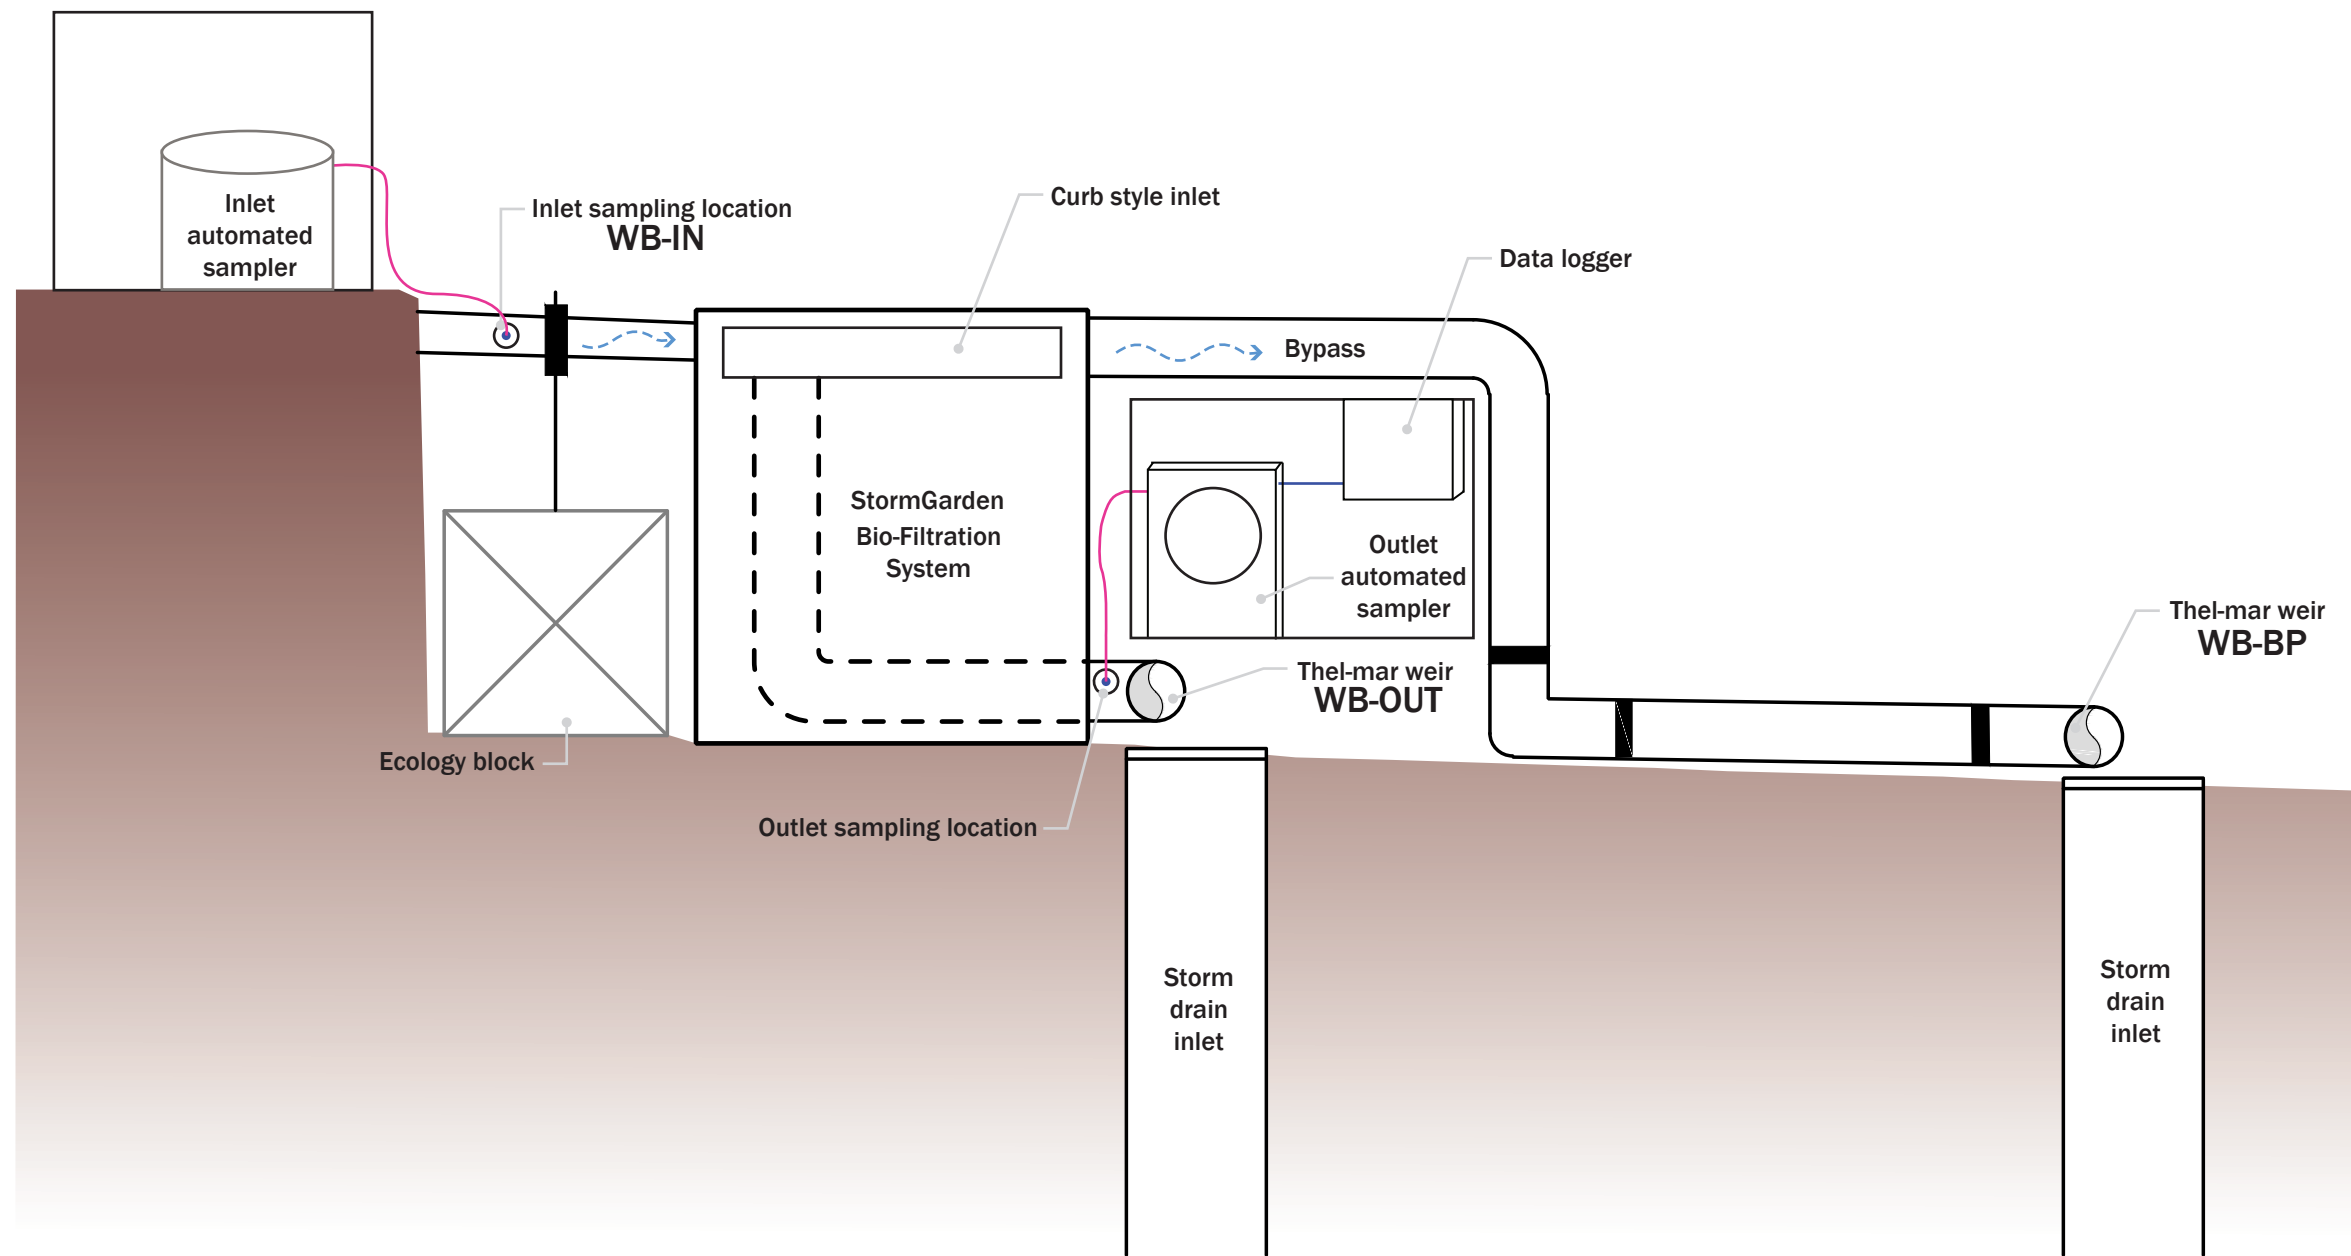 Inlet
automated
sampler
Inlet sampling location
WB-IN
Curb style inlet
Data logger
Bypass
StormGarden
Bio-Filtration
System
Outlet
automated
sampler
Thel-mar weir
WB-OUT
Thel-mar weir
WB-BP
Ecology block
Outlet sampling location
Storm
drain
inlet
Storm
drain
inlet